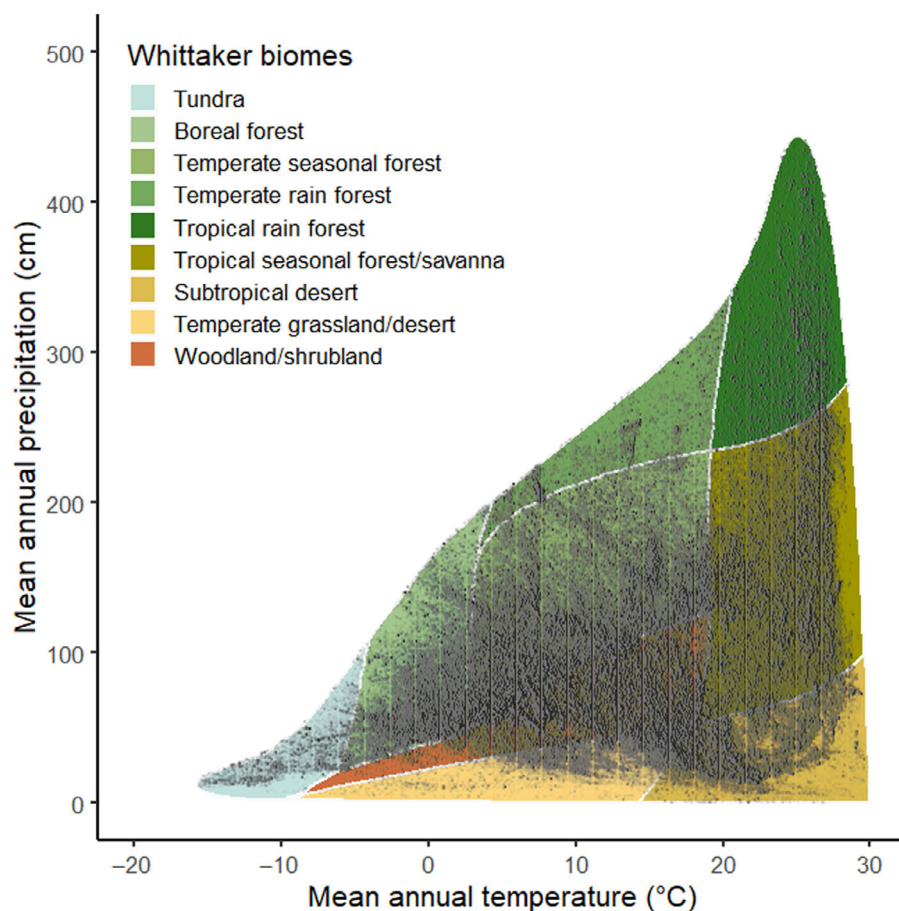 Whittaker biomes
Tundra
Boreal forest
Temperate seasonal forest
Temperate rain forest
Tropical rain forest
Tropical seasonal forest/savanna
Subtropical desert
Temperate grassland/desert
Woodland/shrubland
Mean annual precipitation (cm)
500
400
300
200
100
0
−20
−10
0
10
20
30
Mean annual temperature (°C)